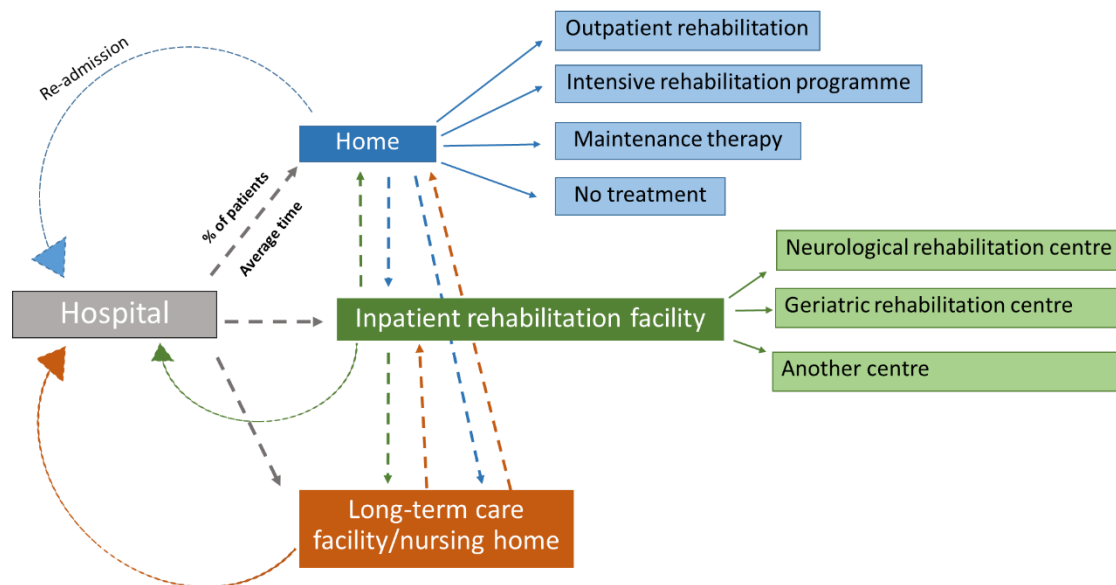 Re-admission
Outpatient rehabilitation
Intensive rehabilitation programme
Home
Maintenance therapy
No treatment
% of patients
Average time
Neurological rehabilitation centre
Hospital
Inpatient rehabilitation facility
Geriatric rehabilitation centre
Another centre
Long-term care
facility/nursing home